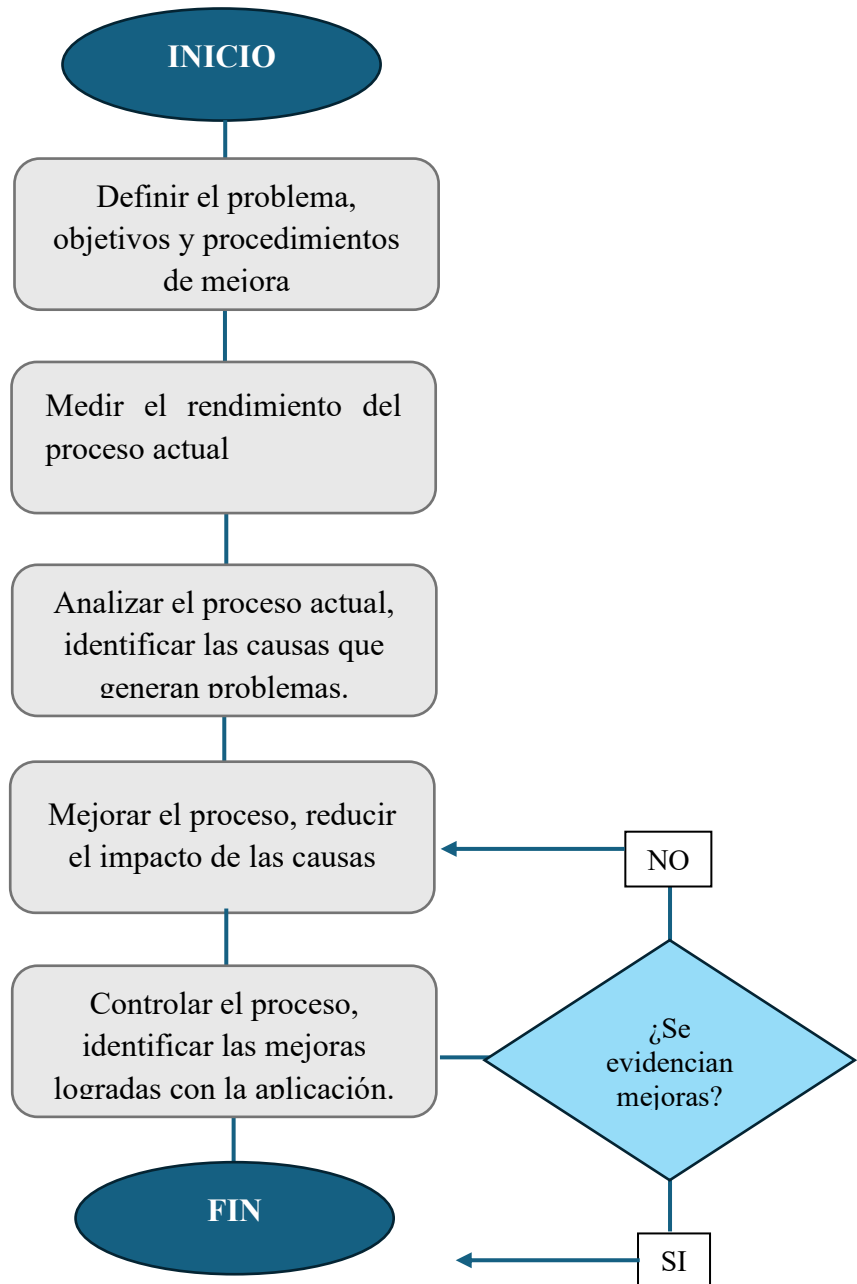 INICIO
Definir el problema,
objetivos y procedimientos
de mejora
Medir el rendimiento del
proceso actual
Analizar el proceso actual,
identificar las causas que
generan problemas.
Mejorar el proceso, reducir
el impacto de las causas
NO
Controlar el proceso,
identificar las mejoras
logradas con la aplicación.
¿Se
evidencian
mejoras?
FIN
SI